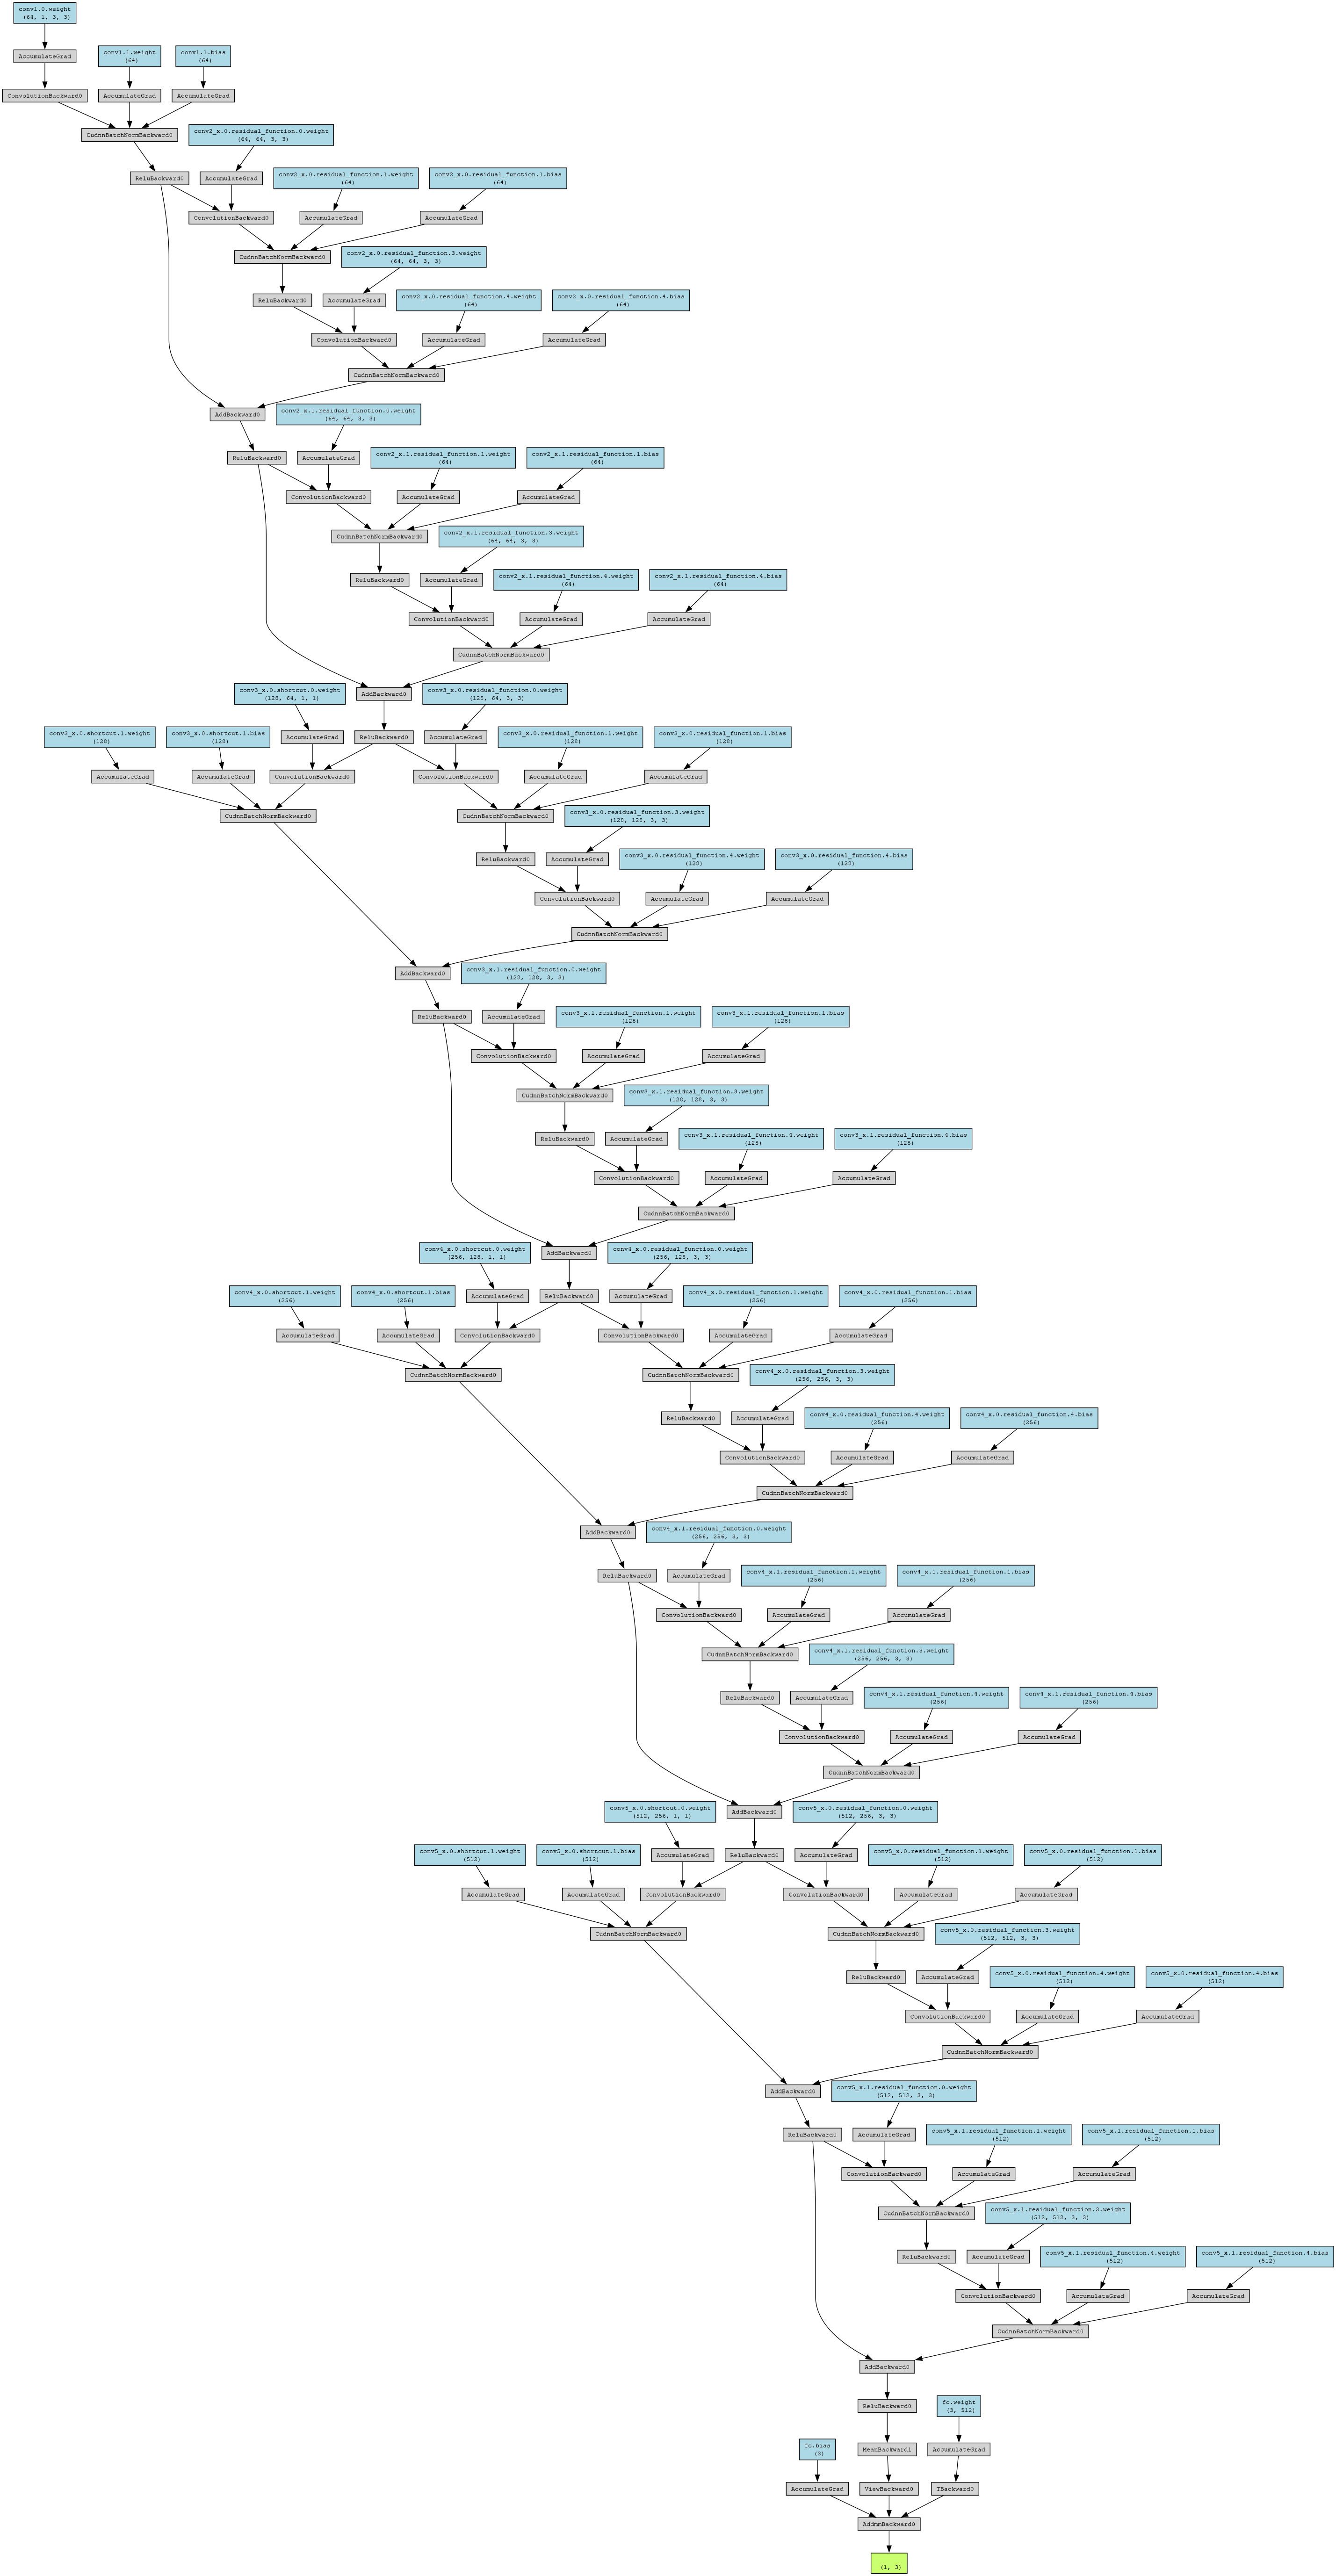 conv1.0.weight
(64, 1, 3, 3)
AccumulateGrad
conv1.1.weight
(64)
conv1.1.bias
(64)
ConvolutionBackward0
AccumulateGrad
AccumulateGrad
CudnnBatchNormBackward0
conv2_x.0.residual_function.0.weight
(64, 64, 3, 3)
ReluBackward0
AccumulateGrad
conv2_x.0.residual_function.1.weight
(64)
conv2_x.0.residual_function.1.bias
(64)
ConvolutionBackward0
AccumulateGrad
AccumulateGrad
CudnnBatchNormBackward0
conv2_x.0.residual_function.3.weight
(64, 64, 3, 3)
ReluBackward0
AccumulateGrad
conv2_x.0.residual_function.4.weight
(64)
conv2_x.0.residual_function.4.bias
(64)
ConvolutionBackward0
AccumulateGrad
AccumulateGrad
CudnnBatchNormBackward0
AddBackward0
conv2_x.1.residual_function.0.weight
(64, 64, 3, 3)
ReluBackward0
AccumulateGrad
conv2_x.1.residual_function.1.weight
(64)
conv2_x.1.residual_function.1.bias
(64)
ConvolutionBackward0
AccumulateGrad
AccumulateGrad
CudnnBatchNormBackward0
conv2_x.1.residual_function.3.weight
(64, 64, 3, 3)
ReluBackward0
AccumulateGrad
conv2_x.1.residual_function.4.weight
(64)
conv2_x.1.residual_function.4.bias
(64)
ConvolutionBackward0
AccumulateGrad
AccumulateGrad
CudnnBatchNormBackward0
conv3_x.0.shortcut.0.weight
(128, 64, 1, 1)
AddBackward0
conv3_x.0.residual_function.0.weight
(128, 64, 3, 3)
conv3_x.0.shortcut.1.weight
(128)
conv3_x.0.shortcut.1.bias
(128)
AccumulateGrad
ReluBackward0
AccumulateGrad
conv3_x.0.residual_function.1.weight
(128)
conv3_x.0.residual_function.1.bias
(128)
AccumulateGrad
AccumulateGrad
ConvolutionBackward0
ConvolutionBackward0
AccumulateGrad
AccumulateGrad
CudnnBatchNormBackward0
CudnnBatchNormBackward0
conv3_x.0.residual_function.3.weight
(128, 128, 3, 3)
ReluBackward0
AccumulateGrad
conv3_x.0.residual_function.4.weight
(128)
conv3_x.0.residual_function.4.bias
(128)
ConvolutionBackward0
AccumulateGrad
AccumulateGrad
CudnnBatchNormBackward0
AddBackward0
conv3_x.1.residual_function.0.weight
(128, 128, 3, 3)
ReluBackward0
AccumulateGrad
conv3_x.1.residual_function.1.weight
(128)
conv3_x.1.residual_function.1.bias
(128)
ConvolutionBackward0
AccumulateGrad
AccumulateGrad
CudnnBatchNormBackward0
conv3_x.1.residual_function.3.weight
(128, 128, 3, 3)
ReluBackward0
AccumulateGrad
conv3_x.1.residual_function.4.weight
(128)
conv3_x.1.residual_function.4.bias
(128)
ConvolutionBackward0
AccumulateGrad
AccumulateGrad
CudnnBatchNormBackward0
conv4_x.0.shortcut.0.weight
(256, 128, 1, 1)
AddBackward0
conv4_x.0.residual_function.0.weight
(256, 128, 3, 3)
conv4_x.0.shortcut.1.weight
(256)
conv4_x.0.shortcut.1.bias
(256)
AccumulateGrad
ReluBackward0
AccumulateGrad
conv4_x.0.residual_function.1.weight
(256)
conv4_x.0.residual_function.1.bias
(256)
AccumulateGrad
AccumulateGrad
ConvolutionBackward0
ConvolutionBackward0
AccumulateGrad
AccumulateGrad
CudnnBatchNormBackward0
CudnnBatchNormBackward0
conv4_x.0.residual_function.3.weight
(256, 256, 3, 3)
ReluBackward0
AccumulateGrad
conv4_x.0.residual_function.4.weight
(256)
conv4_x.0.residual_function.4.bias
(256)
ConvolutionBackward0
AccumulateGrad
AccumulateGrad
CudnnBatchNormBackward0
AddBackward0
conv4_x.1.residual_function.0.weight
(256, 256, 3, 3)
ReluBackward0
AccumulateGrad
conv4_x.1.residual_function.1.weight
(256)
conv4_x.1.residual_function.1.bias
(256)
ConvolutionBackward0
AccumulateGrad
AccumulateGrad
CudnnBatchNormBackward0
conv4_x.1.residual_function.3.weight
(256, 256, 3, 3)
ReluBackward0
AccumulateGrad
conv4_x.1.residual_function.4.weight
(256)
conv4_x.1.residual_function.4.bias
(256)
ConvolutionBackward0
AccumulateGrad
AccumulateGrad
CudnnBatchNormBackward0
conv5_x.0.shortcut.0.weight
(512, 256, 1, 1)
AddBackward0
conv5_x.0.residual_function.0.weight
(512, 256, 3, 3)
conv5_x.0.shortcut.1.weight
(512)
conv5_x.0.shortcut.1.bias
(512)
AccumulateGrad
ReluBackward0
AccumulateGrad
conv5_x.0.residual_function.1.weight
(512)
conv5_x.0.residual_function.1.bias
(512)
AccumulateGrad
AccumulateGrad
ConvolutionBackward0
ConvolutionBackward0
AccumulateGrad
AccumulateGrad
CudnnBatchNormBackward0
CudnnBatchNormBackward0
conv5_x.0.residual_function.3.weight
(512, 512, 3, 3)
ReluBackward0
AccumulateGrad
conv5_x.0.residual_function.4.weight
(512)
conv5_x.0.residual_function.4.bias
(512)
ConvolutionBackward0
AccumulateGrad
AccumulateGrad
CudnnBatchNormBackward0
AddBackward0
conv5_x.1.residual_function.0.weight
(512, 512, 3, 3)
ReluBackward0
AccumulateGrad
conv5_x.1.residual_function.1.weight
(512)
conv5_x.1.residual_function.1.bias
(512)
ConvolutionBackward0
AccumulateGrad
AccumulateGrad
CudnnBatchNormBackward0
conv5_x.1.residual_function.3.weight
(512, 512, 3, 3)
ReluBackward0
AccumulateGrad
conv5_x.1.residual_function.4.weight
(512)
conv5_x.1.residual_function.4.bias
(512)
ConvolutionBackward0
AccumulateGrad
AccumulateGrad
CudnnBatchNormBackward0
AddBackward0
ReluBackward0
fc.weight
(3, 512)
fc.bias
(3)
MeanBackward1
AccumulateGrad
AccumulateGrad
ViewBackward0
TBackward0
AddmmBackward0
(1, 3)